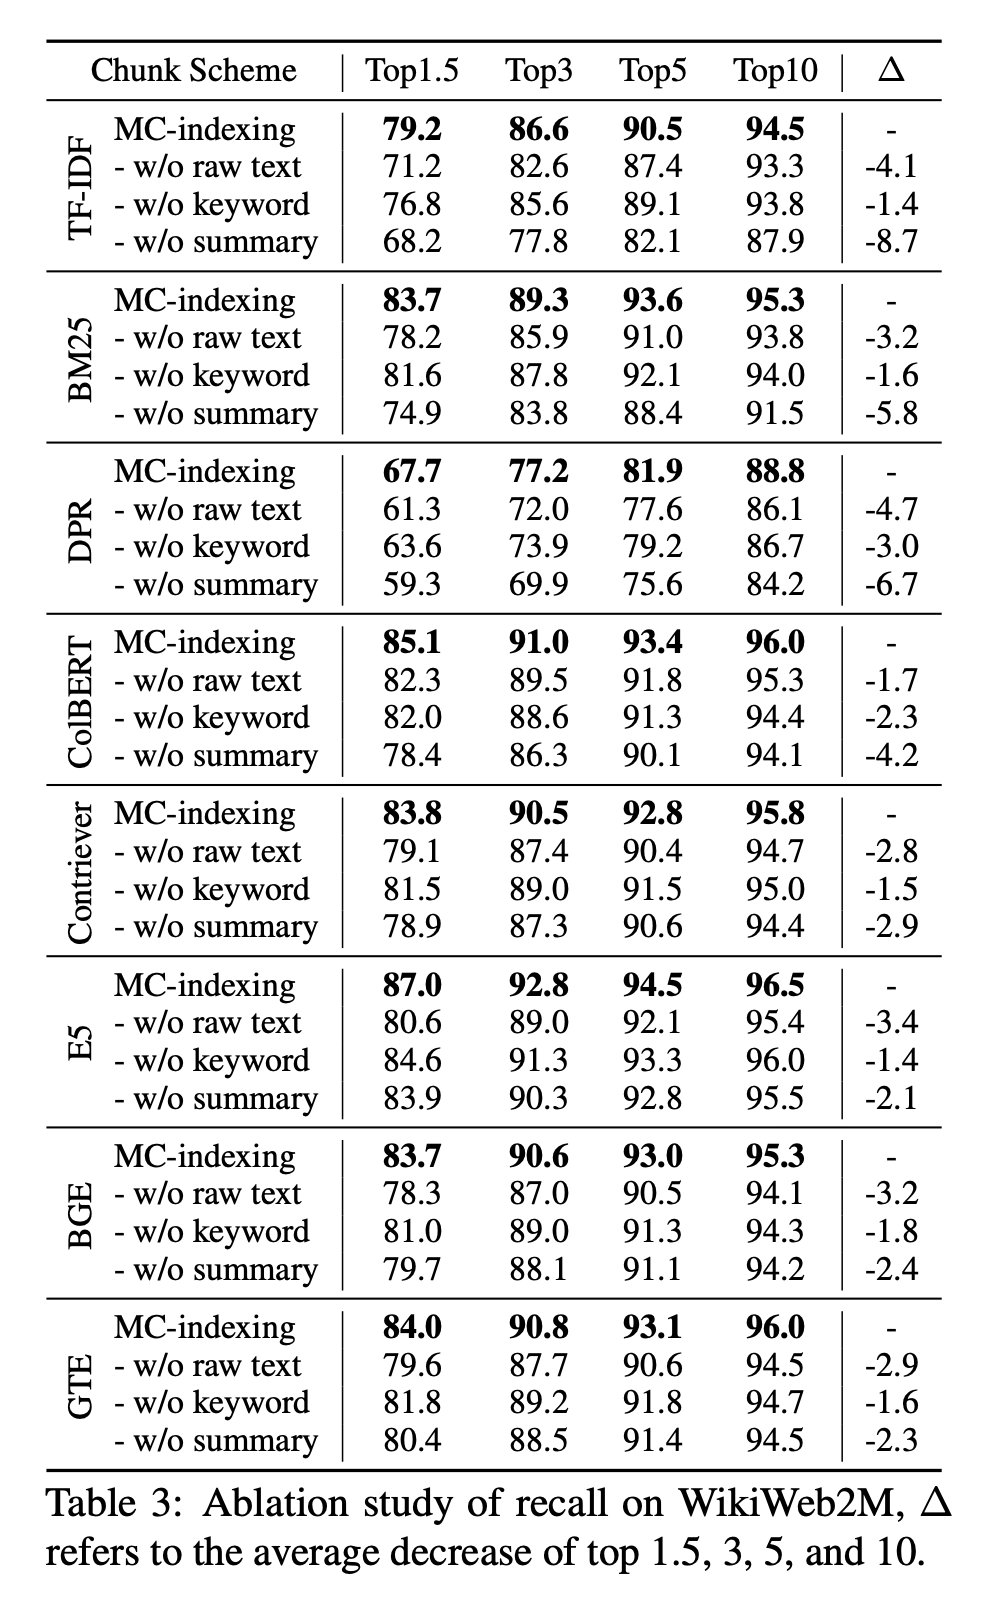 Chunk Scheme Top1.5 Top3 Top5 Top10 Δ
TF-IDF
MC-indexing 79.2 86.6 90.5 94.5 -
- w/o raw text 71.2 82.6 87.4 93.3 -4.1
- w/o keyword 76.8 85.6 89.1 93.8 -1.4
- w/o summary 68.2 77.8 82.1 87.9 -8.7
BM25
MC-indexing 83.7 89.3 93.6 95.3 -
- w/o raw text 78.2 85.9 91.0 93.8 -3.2
- w/o keyword 81.6 87.8 92.1 94.0 -1.6
- w/o summary 74.9 83.8 88.4 91.5 -5.8
DPR
MC-indexing 67.7 77.2 81.9 88.8 -
- w/o raw text 61.3 72.0 77.6 86.1 -4.7
- w/o keyword 63.6 73.9 79.2 86.7 -3.0
- w/o summary 59.3 69.9 75.6 84.2 -6.7
ColBERT
MC-indexing 85.1 91.0 93.4 96.0 -
- w/o raw text 82.3 89.5 91.8 95.3 -1.7
- w/o keyword 82.0 88.6 91.3 94.4 -2.3
- w/o summary 78.4 86.3 90.1 94.1 -4.2
Contriever
MC-indexing 83.8 90.5 92.8 95.8 -
- w/o raw text 79.1 87.4 90.4 94.7 -2.8
- w/o keyword 81.5 89.0 91.5 95.0 -1.5
- w/o summary 78.9 87.3 90.6 94.4 -2.9
E5
MC-indexing 87.0 92.8 94.5 96.5 -
- w/o raw text 80.6 89.0 92.1 95.4 -3.4
- w/o keyword 84.6 91.3 93.3 96.0 -1.4
- w/o summary 83.9 90.3 92.8 95.5 -2.1
BGE
MC-indexing 83.7 90.6 93.0 95.3 -
- w/o raw text 78.3 87.0 90.5 94.1 -3.2
- w/o keyword 81.0 89.0 91.3 94.3 -1.8
- w/o summary 79.7 88.1 91.1 94.2 -2.4
GTE
MC-indexing 84.0 90.8 93.1 96.0 -
- w/o raw text 79.6 87.7 90.6 94.5 -2.9
- w/o keyword 81.8 89.2 91.8 94.7 -1.6
- w/o summary 80.4 88.5 91.4 94.5 -2.3
Table 3: Ablation study of recall on WikiWeb2M, Δ
refers to the average decrease of top 1.5, 3, 5, and 10.